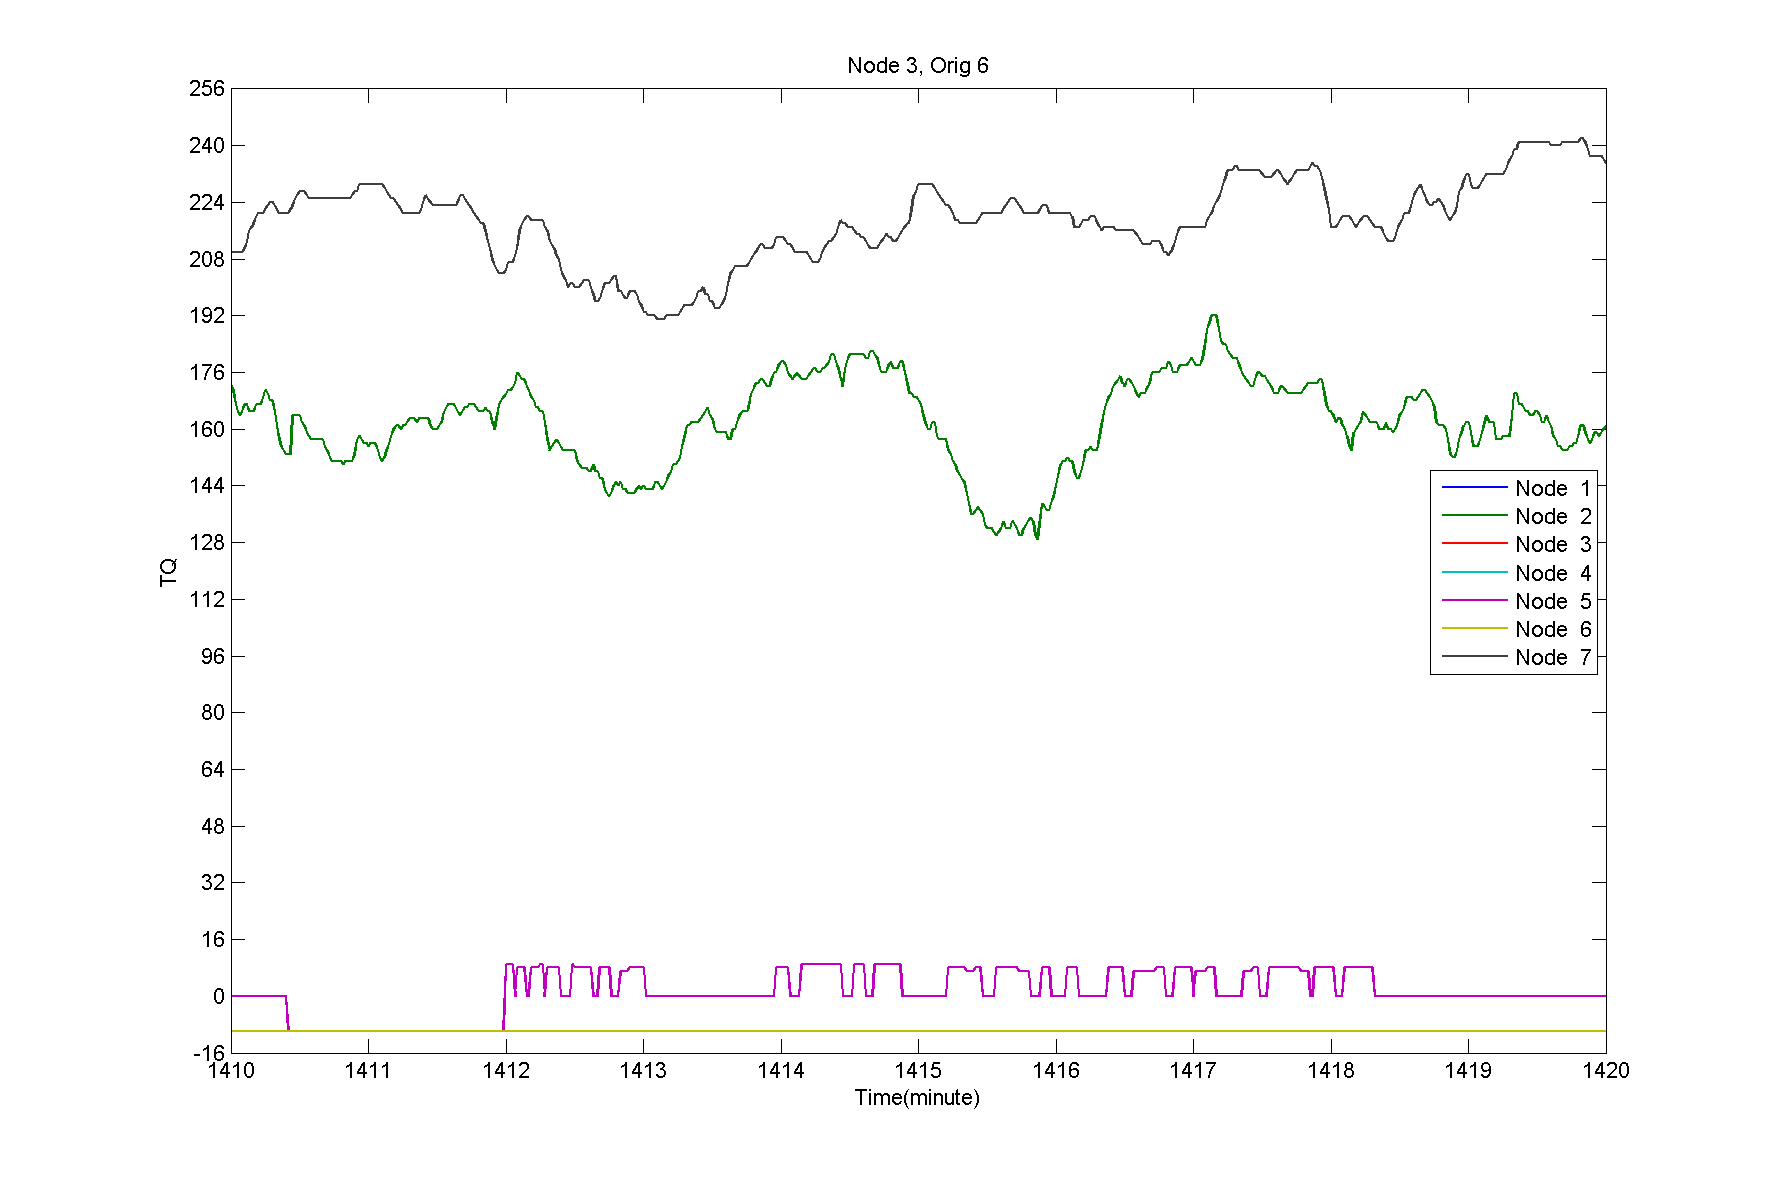 Node 3, Orig 6
256
240
224
208
192
176
160
144
128
112
96
80
64
48
32
16
0
-16
TQ
Node 1
Node 2
Node 3
Node 4
Node 5
Node 6
Node 7
1410 1411 1412 1413 1414 1415 1416 1417 1418 1419 1420
Time(minute)